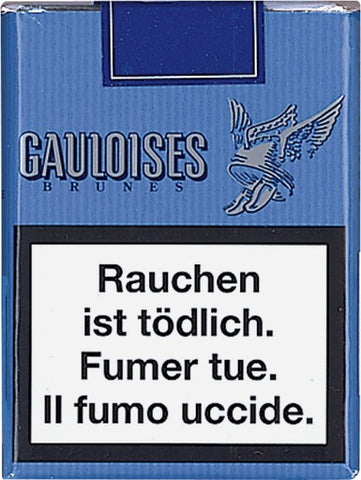 GAULOISES
BRUNES
Rauchen
ist tödlich.
Fumer tue.
Il fumo uccide.